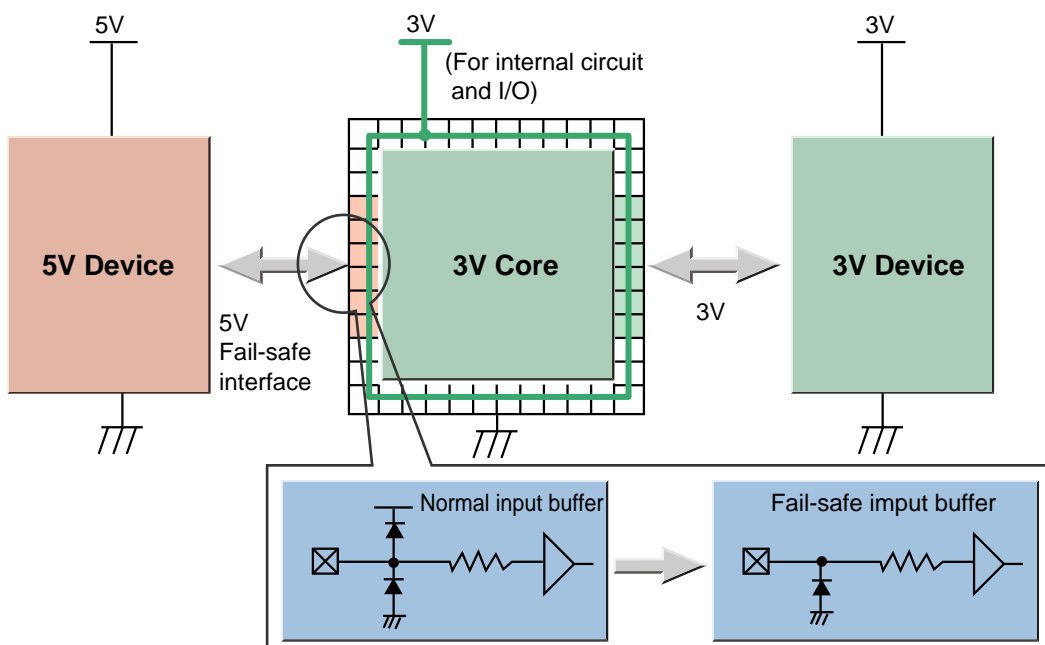 5V
3V
3V
(For internal circuit
and I/O)
5V Device
3V Core
3V Device
5V
Fail-safe
interface
3V
Normal input buffer
Fail-safe imput buffer